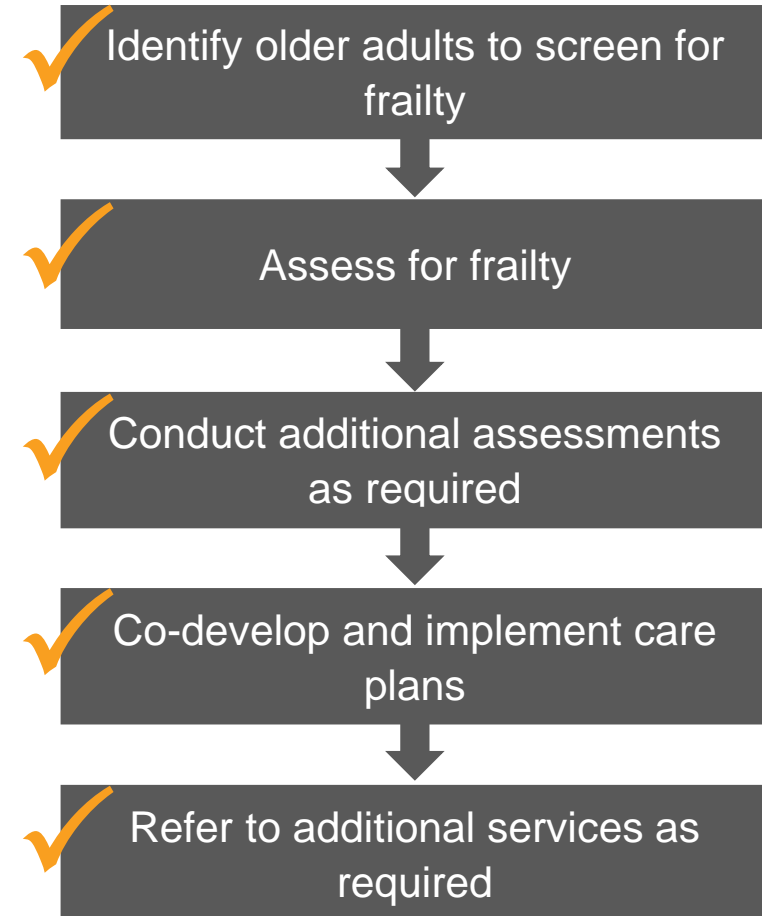 Identify older adults to screen for
frailty
Assess for frailty
Conduct additional assessments
as required
Co-develop and implement care
plans
Refer to additional services as
required